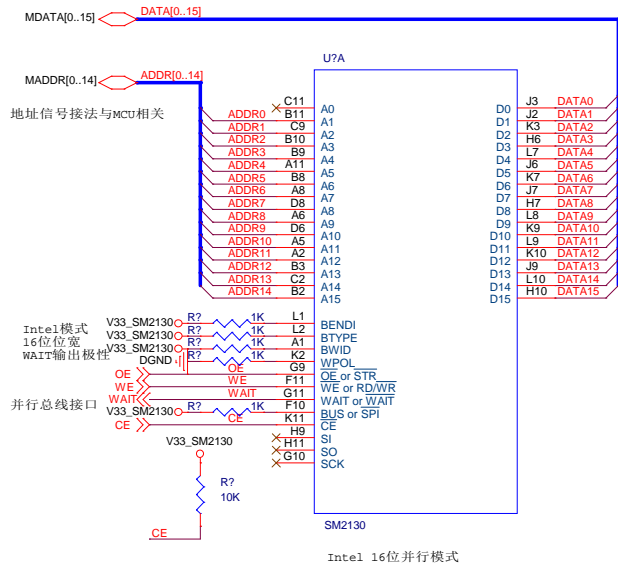 MDATA[0..15] DATA[0..15]
U?A
MADDR[0..14] ADDR[0..14]
地址信号接法与MCU相关
C11 A0 D0 J3 DATA0
ADDR0 B11 A1 D1 J2 DATA1
ADDR1 C9 A2 D2 K3 DATA2
ADDR2 B10 A3 D3 H6 DATA3
ADDR3 B9 A4 D4 L7 DATA4
ADDR4 A11 A5 D5 J6 DATA5
ADDR5 B8 A6 D6 K7 DATA6
ADDR6 A8 A7 D7 J7 DATA7
ADDR7 D8 A8 D8 H7 DATA8
ADDR8 A6 A9 D9 L8 DATA9
ADDR9 D6 A10 D10 K9 DATA10
ADDR10 A5 A11 D11 L9 DATA11
ADDR11 A2 A12 D12 K10 DATA12
ADDR12 B3 A13 D13 J9 DATA13
ADDR13 C2 A14 D14 L10 DATA14
ADDR14 B2 A15 D15 H10 DATA15
V33_SM2130 R? 1K L1 BENDI
Intel模式 V33_SM2130 R? 1K L2 BTYPE
16位位宽 V33_SM2130 R? 1K A1 BWID
WAIT输出极性 DGND R? 1K K2 WPOL
OE OE G9 OE or STR
WE WE F11 WE or RD/WR
WAIT WAIT G11 WAIT or WAIT
并行总线接口 V33_SM2130 R? 1K F10 BUS or SPI
CE CE K11 CE
H9 SI
H11 SO
G10 SCK
V33_SM2130
R?
10K
CE
SM2130
Intel 16位并行模式